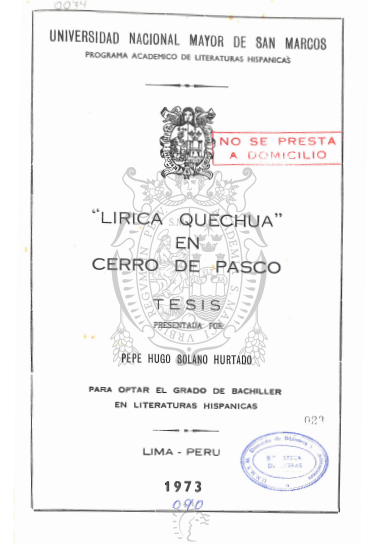 0074
UNIVERSIDAD NACIONAL MAYOR DE SAN MARCOS
PROGRAMA ACADEMICO DE LITERATURAS HISPANICAS
NO SE PRESTA
A DOMICILIO
"LIRICA QUECHUA"
EN
CERRO DE PASCO
TESIS
PRESENTADA POR
PEPE HUGO SOLANO HURTADO
PARA OPTAR EL GRADO DE BACHILLER
EN LITERATURAS HISPANICAS
LIMA - PERU
1973
090